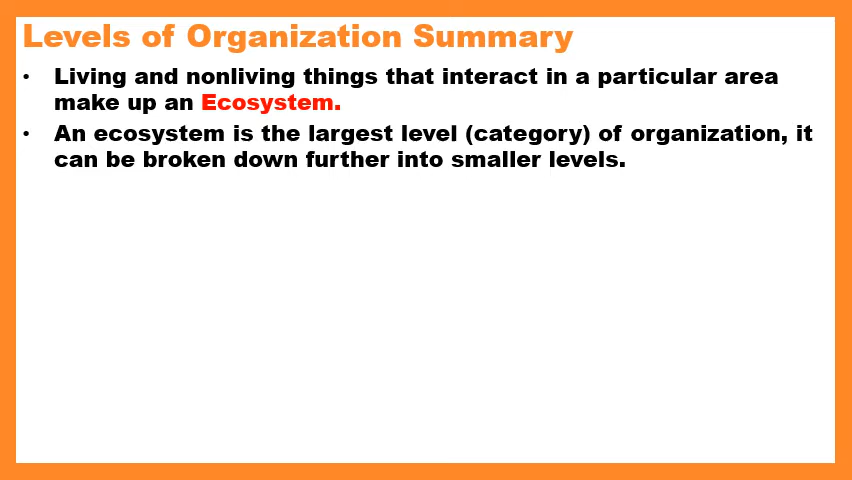 Levels of Organization Summary
• Living and nonliving things that interact in a particular area
make up an Ecosystem.
• An ecosystem is the largest level (category) of organization, it
can be broken down further into smaller levels.